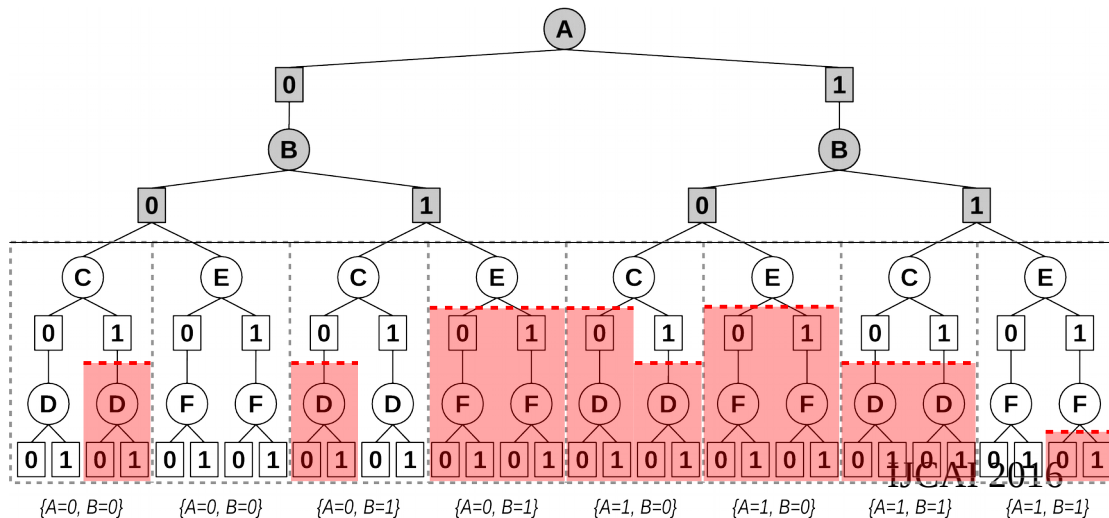 A
0 1
B B
0 1 0 1
C E C E C E C E
0 1 0 1 0 1 0 1 0 1 0 1 0 1 0 1
D D F F D D F F D D F F D D F F
0 1 0 1 0 1 0 1 0 1 0 1 0 1 0 1 0 1 0 1 0 1 0 1 0 1 0 1 0 1 0 1
IJCAI 2016
{A=0, B=0} {A=0, B=0} {A=0, B=1} {A=0, B=1} {A=1, B=0} {A=1, B=0} {A=1, B=1} {A=1, B=1}